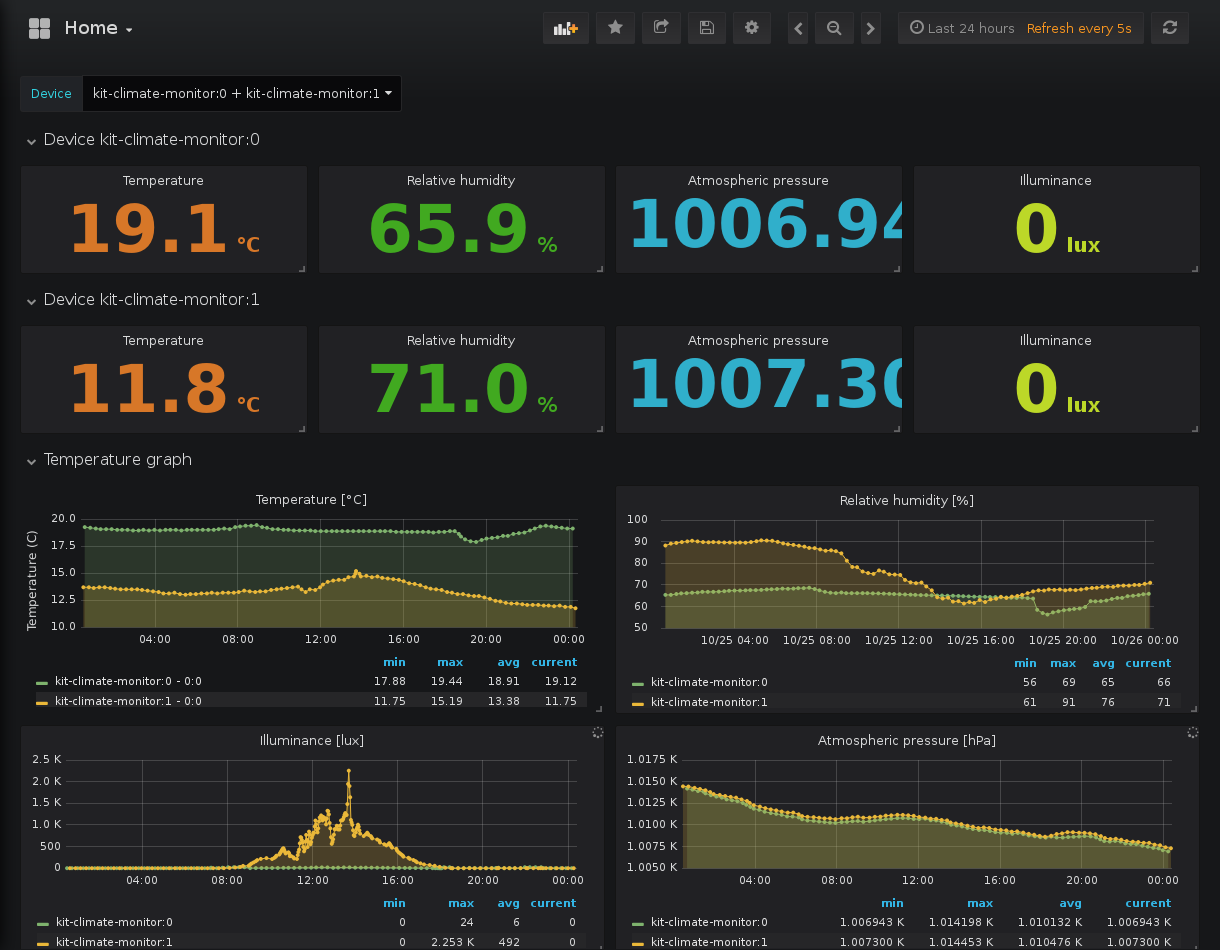 Home
Last 24 hours Refresh every 5s
Device kit-climate-monitor:0 + kit-climate-monitor:1
Device kit-climate-monitor:0
Temperature Relative humidity Atmospheric pressure Illuminance
19.1 °C 65.9 % 1006.94 0 lux
Device kit-climate-monitor:1
Temperature Relative humidity Atmospheric pressure Illuminance
11.8 °C 71.0 % 1007.30 0 lux
Temperature graph
Temperature [°C]
Temperature (C)
20.0
17.5
15.0
12.5
10.0
04:00 08:00 12:00 16:00 20:00 00:00
min max avg current
kit-climate-monitor:0 - 0:0 17.88 19.44 18.91 19.12
kit-climate-monitor:1 - 0:0 11.75 15.19 13.38 11.75
Relative humidity [%]
100
90
80
70
60
50
10/25 04:00 10/25 08:00 10/25 12:00 10/25 16:00 10/25 20:00 10/26 00:00
min max avg current
kit-climate-monitor:0 56 69 65 66
kit-climate-monitor:1 61 91 76 71
Illuminance [lux]
2.5 K
2.0 K
1.5 K
1.0 K
500
0
04:00 08:00 12:00 16:00 20:00 00:00
min max avg current
kit-climate-monitor:0 0 24 6 0
kit-climate-monitor:1 0 2.253 K 492 0
Atmospheric pressure [hPa]
1.0175 K
1.0150 K
1.0125 K
1.0100 K
1.0075 K
1.0050 K
04:00 08:00 12:00 16:00 20:00 00:00
min max avg current
kit-climate-monitor:0 1.006943 K 1.014198 K 1.010132 K 1.006943 K
kit-climate-monitor:1 1.007300 K 1.014453 K 1.010476 K 1.007300 K